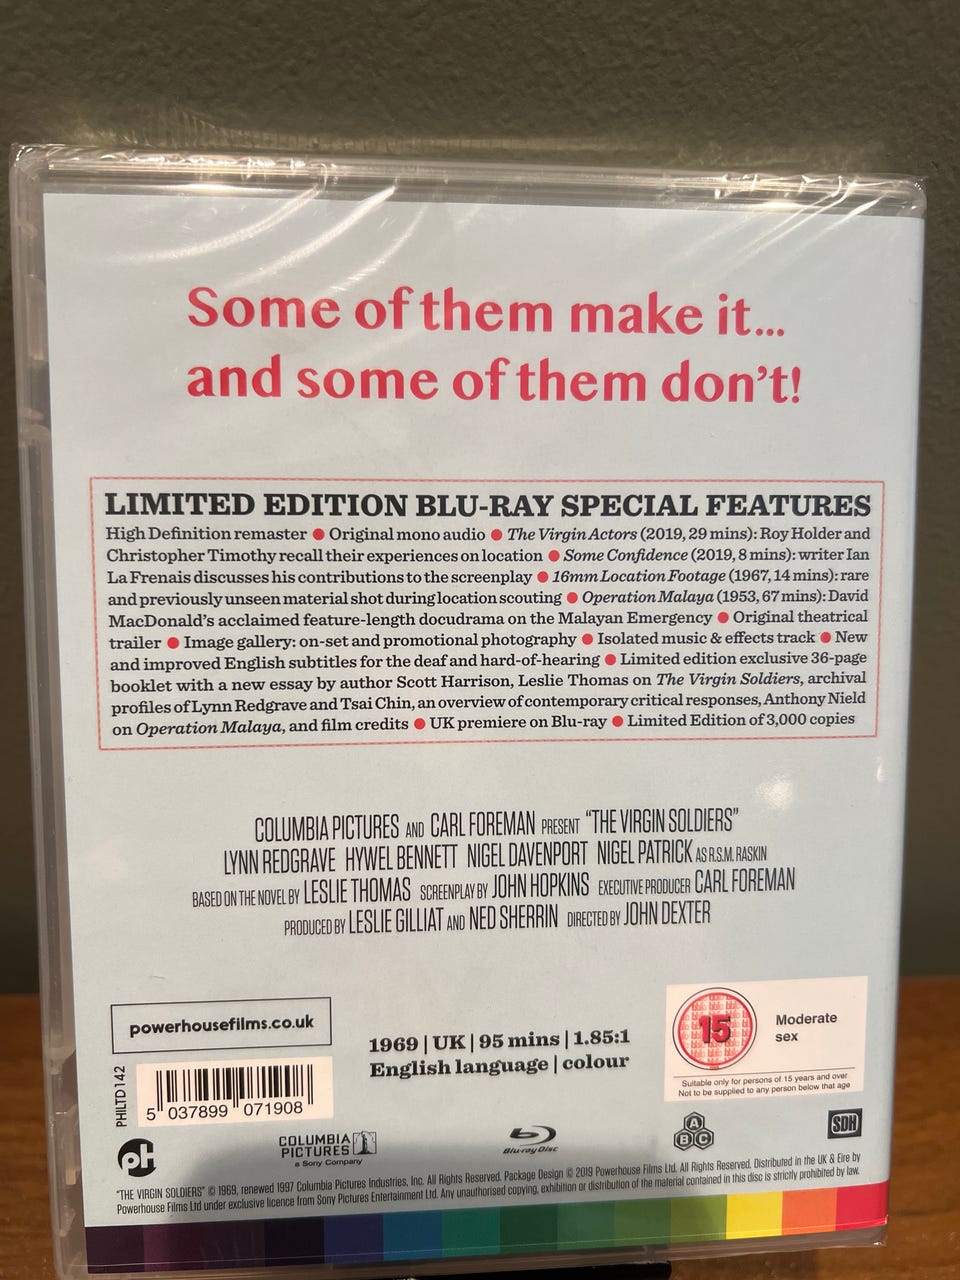 Some of them make it...
and some of them don't!
LIMITED EDITION BLU-RAY SPECIAL FEATURES
High Definition remaster ● Original mono audio ● The Virgin Actors (2019, 29 mins): Roy Holder and
Christopher Timothy recall their experiences on location ● Some Confidence (2019, 8 mins): writer Ian
La Frenais discusses his contributions to the screenplay ● 16mm Location Footage (1967, 14 mins): rare
and previously unseen material shot during location scouting ● Operation Malaya (1953, 67 mins): David
MacDonald's acclaimed feature-length docudrama on the Malayan Emergency ● Original theatrical
trailer ● Image gallery: on-set and promotional photography ● Isolated music & effects track ● New
and improved English subtitles for the deaf and hard-of-hearing ● Limited edition exclusive 36-page
booklet with a new essay by author Scott Harrison, Leslie Thomas on The Virgin Soldiers, archival
profiles of Lynn Redgrave and Tsai Chin, an overview of contemporary critical responses, Anthony Nield
on Operation Malaya, and film credits ● UK premiere on Blu-ray ● Limited Edition of 3,000 copies
COLUMBIA PICTURES AND CARL FOREMAN PRESENT "THE VIRGIN SOLDIERS"
LYNN REDGRAVE HYWEL BENNETT NIGEL DAVENPORT NIGEL PATRICK AS R.S.M. RASKIN
BASED ON THE NOVEL BY LESLIE THOMAS SCREENPLAY BY JOHN HOPKINS EXECUTIVE PRODUCER CARL FOREMAN
PRODUCED BY LESLIE GILLIAT AND NED SHERRIN DIRECTED BY JOHN DEXTER
powerhousefilms.co.uk
1969 | UK | 95 mins | 1.85:1
English language | colour
15
Moderate
sex
Suitable only for persons of 15 years and over
Not to be supplied to any person below that age
PHILTD142
5 037899 071908
pH
COLUMBIA
PICTURES
a Sony Company
Blu-ray Disc
A
B C
SDH
"THE VIRGIN SOLDIERS" © 1969, renewed 1997 Columbia Pictures Industries, Inc. All Rights Reserved. Package Design © 2019 Powerhouse Films Ltd. All Rights Reserved. Distributed in the UK & Eire by
Powerhouse Films Ltd under exclusive licence from Sony Pictures Entertainment Ltd. Any unauthorised copying, exhibition or distribution of the material contained in this disc is strictly prohibited by law.